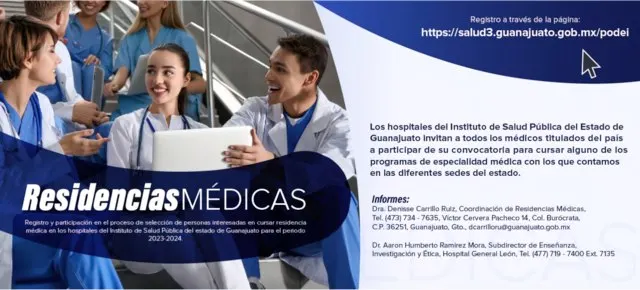 Registro a través de la página:
https://salud3.guanajuato.gob.mx/podei
Los hospitales del Instituto de Salud Pública del Estado de
Guanajuato invitan a todos los médicos titulados del país
a participar de su convocatoria para cursar alguno de los
programas de especialidad médica con los que contamos
en las diferentes sedes del estado.
Residencias MÉDICAS
Registro y participación en el proceso de selección de personas interenadas en cursar residencia
médica en los hospitales del Instituto de Salud Pública del estado de Guanajuato para el periodo
2023-2024.
Informes:
Dra. Denisse Carrillo Ruiz, Coordinación de Residencias Médicas,
Tel. (473) 734 - 7635, Víctor Cervera Pacheco 14, Col. Burócrata,
C.P. 36251, Guanajuato, Gto., dcarrilloru@guanajuato.gob.mx
Dr. Aaron Humberto Ramírez Mora, Subdirector de Enseñanza,
Investigación y Ética, Hospital General León, Tel. (477) 719 - 7400 Ext. 7135